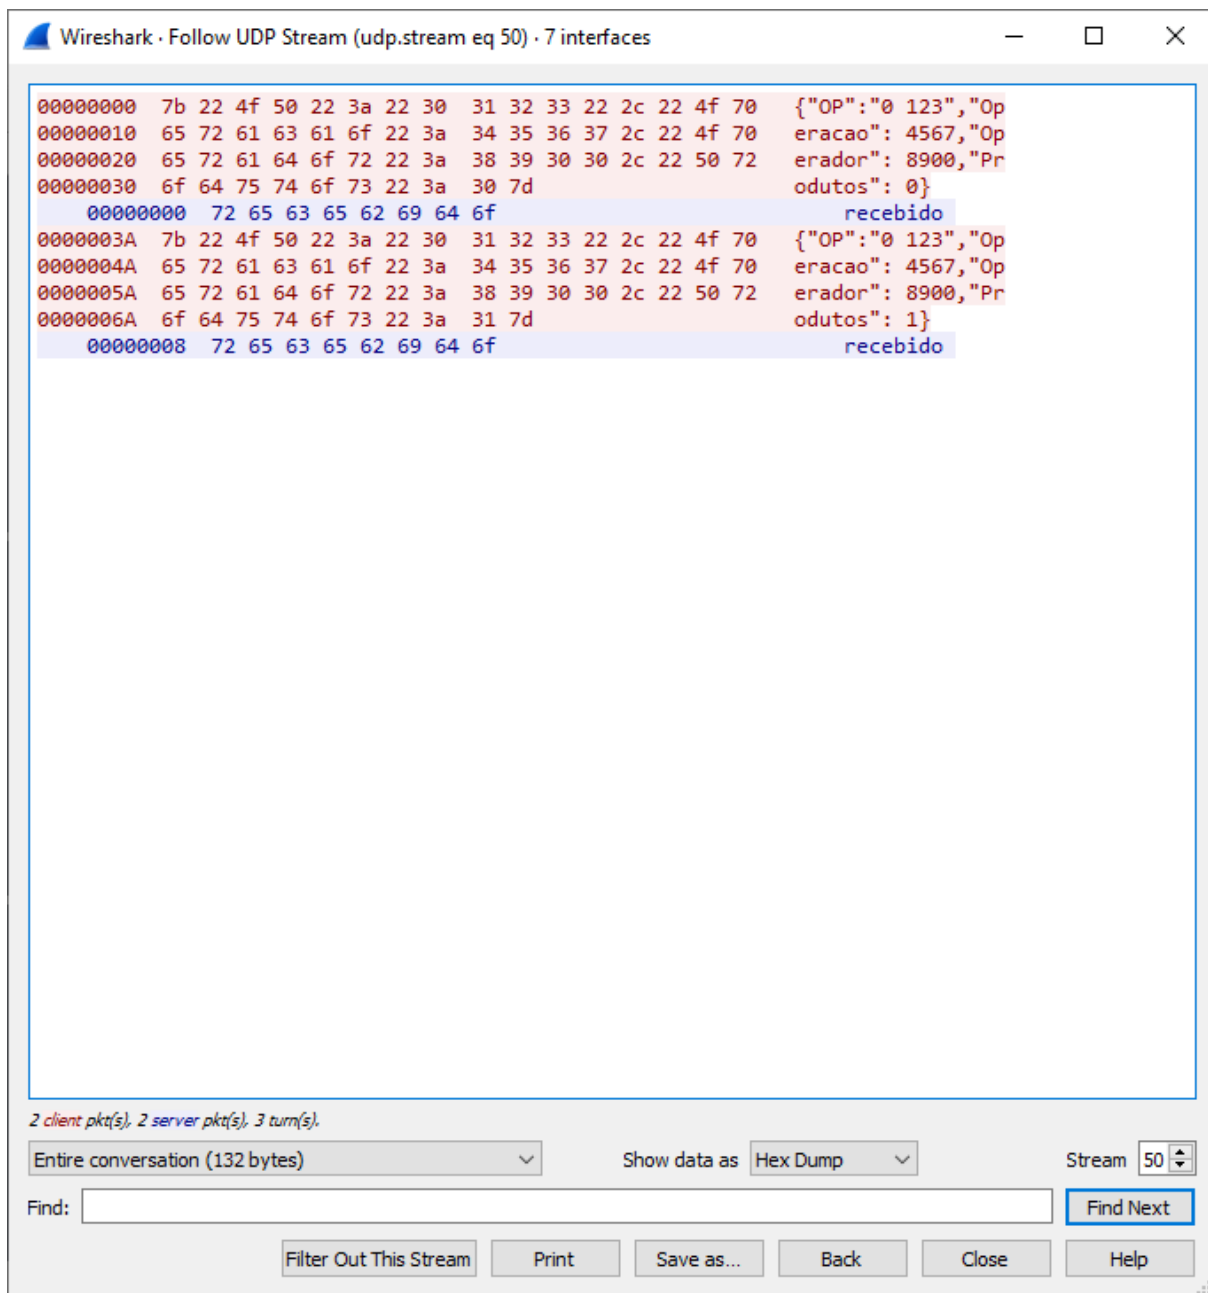 Wireshark · Follow UDP Stream (udp.stream eq 50) · 7 interfaces
00000000  7b 22 4f 50 22 3a 22 30  31 32 33 22 2c 22 4f 70   {"OP":"0 123","Op
00000010  65 72 61 63 61 6f 22 3a  34 35 36 37 2c 22 4f 70   eracao": 4567,"Op
00000020  65 72 61 64 6f 72 22 3a  38 39 30 30 2c 22 50 72   erador": 8900,"Pr
00000030  6f 64 75 74 6f 73 22 3a  30 7d                     odutos": 0}
00000000  72 65 63 65 62 69 64 6f                            recebido
0000003A  7b 22 4f 50 22 3a 22 30  31 32 33 22 2c 22 4f 70   {"OP":"0 123","Op
0000004A  65 72 61 63 61 6f 22 3a  34 35 36 37 2c 22 4f 70   eracao": 4567,"Op
0000005A  65 72 61 64 6f 72 22 3a  38 39 30 30 2c 22 50 72   erador": 8900,"Pr
0000006A  6f 64 75 74 6f 73 22 3a  31 7d                     odutos": 1}
00000008  72 65 63 65 62 69 64 6f                            recebido
2 client pkt(s), 2 server pkt(s), 3 turn(s).
Entire conversation (132 bytes) Show data as Hex Dump Stream 50
Find: Find Next
Filter Out This Stream Print Save as... Back Close Help